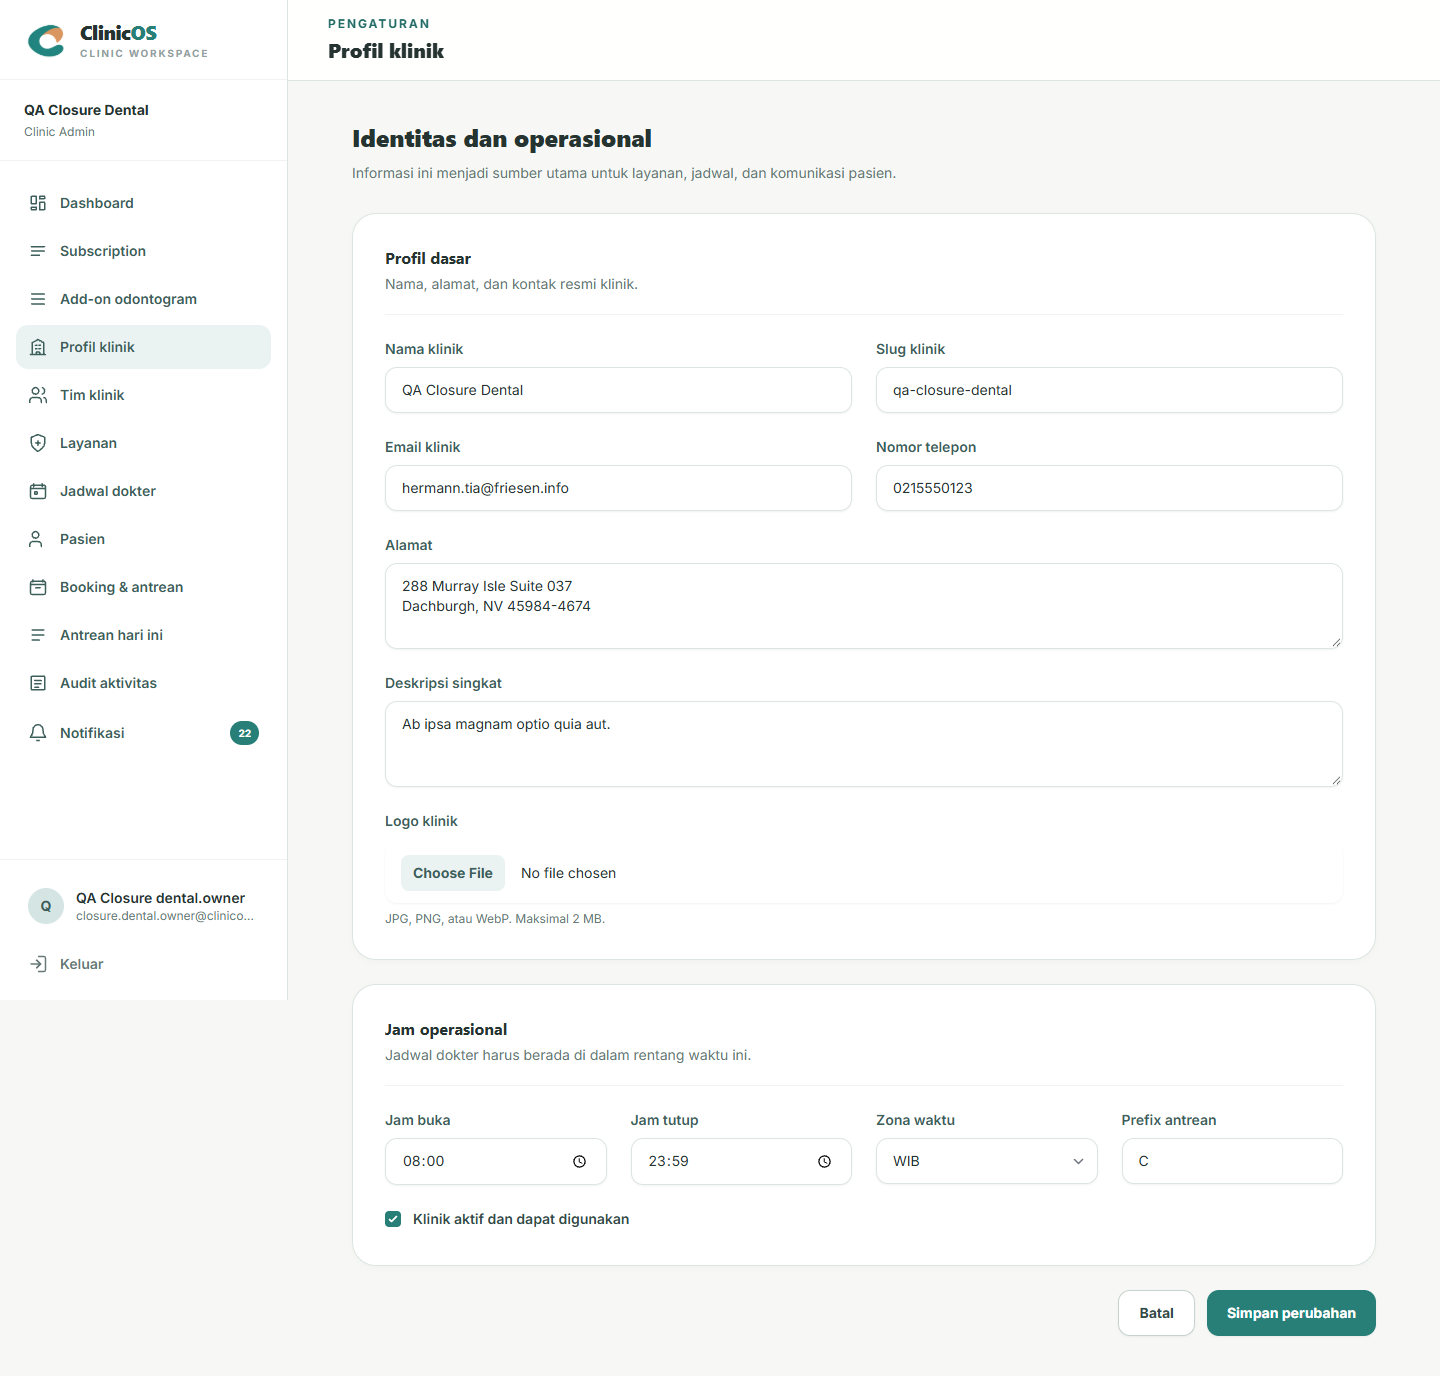 ClinicOS
CLINIC WORKSPACE
QA Closure Dental
Clinic Admin
Dashboard
Subscription
Add-on odontogram
Profil klinik
Tim klinik
Layanan
Jadwal dokter
Pasien
Booking & antrean
Antrean hari ini
Audit aktivitas
Notifikasi 22
Q
QA Closure dental.owner
closure.dental.owner@clinico...
Keluar
PENGATURAN
Profil klinik
Identitas dan operasional
Informasi ini menjadi sumber utama untuk layanan, jadwal, dan komunikasi pasien.
Profil dasar
Nama, alamat, dan kontak resmi klinik.
Nama klinik
QA Closure Dental
Slug klinik
qa-closure-dental
Email klinik
hermann.tia@friesen.info
Nomor telepon
0215550123
Alamat
288 Murray Isle Suite 037
Dachburgh, NV 45984-4674
Deskripsi singkat
Ab ipsa magnam optio quia aut.
Logo klinik
Choose File No file chosen
JPG, PNG, atau WebP. Maksimal 2 MB.
Jam operasional
Jadwal dokter harus berada di dalam rentang waktu ini.
Jam buka
08:00
Jam tutup
23:59
Zona waktu
WIB
Prefix antrean
C
Klinik aktif dan dapat digunakan
Batal
Simpan perubahan